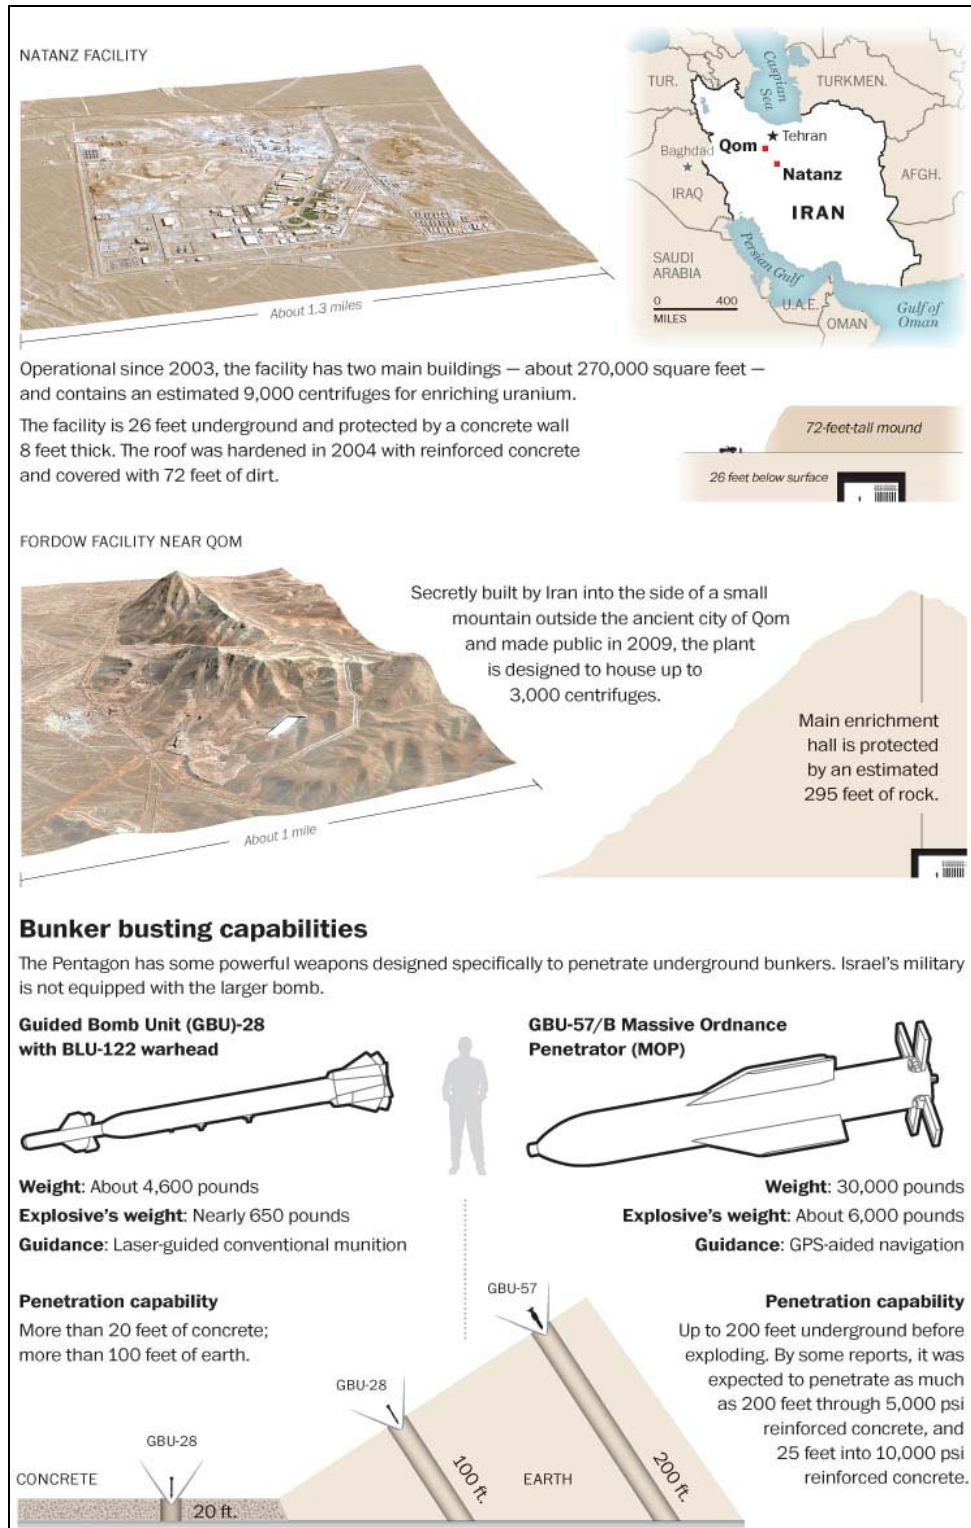 NATANZ FACILITY
TUR.
Caspian
Sea
TURKMEN.
Tehran
Qom
Baghdad
Natanz
AFGH.
IRAQ
IRAN
SAUDI
ARABIA
Persian Gulf
0 400
MILES
U.A.E.
OMAN
Gulf of
Oman
About 1.3 miles
Operational since 2003, the facility has two main buildings — about 270,000 square feet —
and contains an estimated 9,000 centrifuges for enriching uranium.
The facility is 26 feet underground and protected by a concrete wall
8 feet thick. The roof was hardened in 2004 with reinforced concrete
and covered with 72 feet of dirt.
72-feet-tall mound
26 feet below surface
FORDOW FACILITY NEAR QOM
Secretly built by Iran into the side of a small
mountain outside the ancient city of Qom
and made public in 2009, the plant
is designed to house up to
3,000 centrifuges.
Main enrichment
hall is protected
by an estimated
295 feet of rock.
About 1 mile
Bunker busting capabilities
The Pentagon has some powerful weapons designed specifically to penetrate underground bunkers. Israel's military
is not equipped with the larger bomb.
Guided Bomb Unit (GBU)-28
with BLU-122 warhead
Weight: About 4,600 pounds
Explosive's weight: Nearly 650 pounds
Guidance: Laser-guided conventional munition
Penetration capability
More than 20 feet of concrete;
more than 100 feet of earth.
GBU-57/B Massive Ordnance
Penetrator (MOP)
Weight: 30,000 pounds
Explosive's weight: About 6,000 pounds
Guidance: GPS-aided navigation
Penetration capability
Up to 200 feet underground before
exploding. By some reports, it was
expected to penetrate as much
as 200 feet through 5,000 psi
reinforced concrete, and
25 feet into 10,000 psi
reinforced concrete.
GBU-57
GBU-28
GBU-28
CONCRETE
20 ft.
100 ft.
EARTH
200 ft.